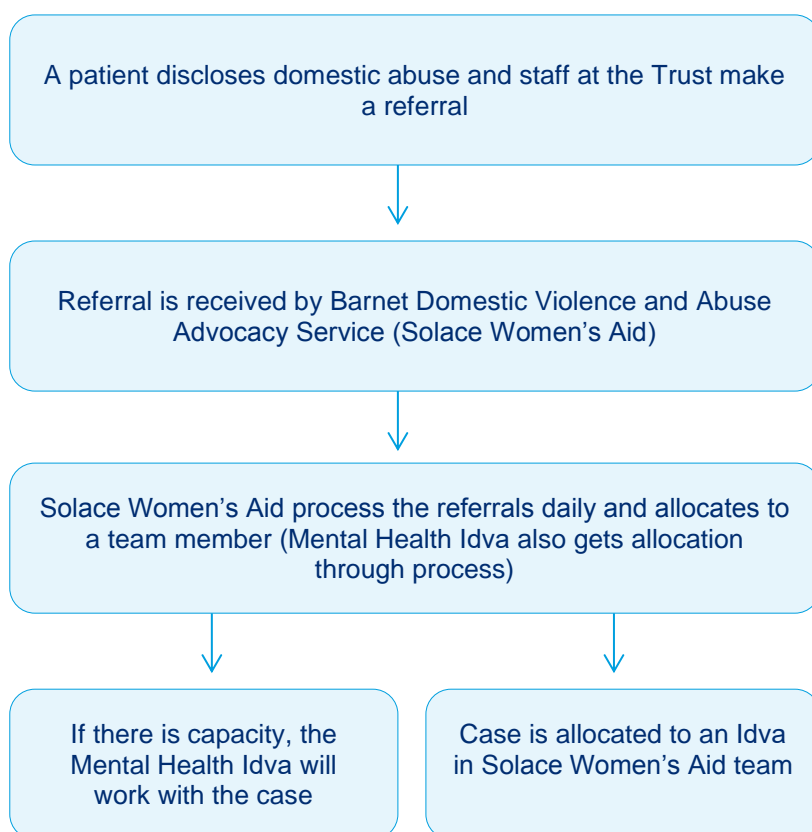 A patient discloses domestic abuse and staff at the Trust make
a referral
Referral is received by Barnet Domestic Violence and Abuse
Advocacy Service (Solace Women’s Aid)
Solace Women’s Aid process the referrals daily and allocates to
a team member (Mental Health Idva also gets allocation
through process)
If there is capacity, the
Mental Health Idva will
work with the case
Case is allocated to an Idva
in Solace Women’s Aid team